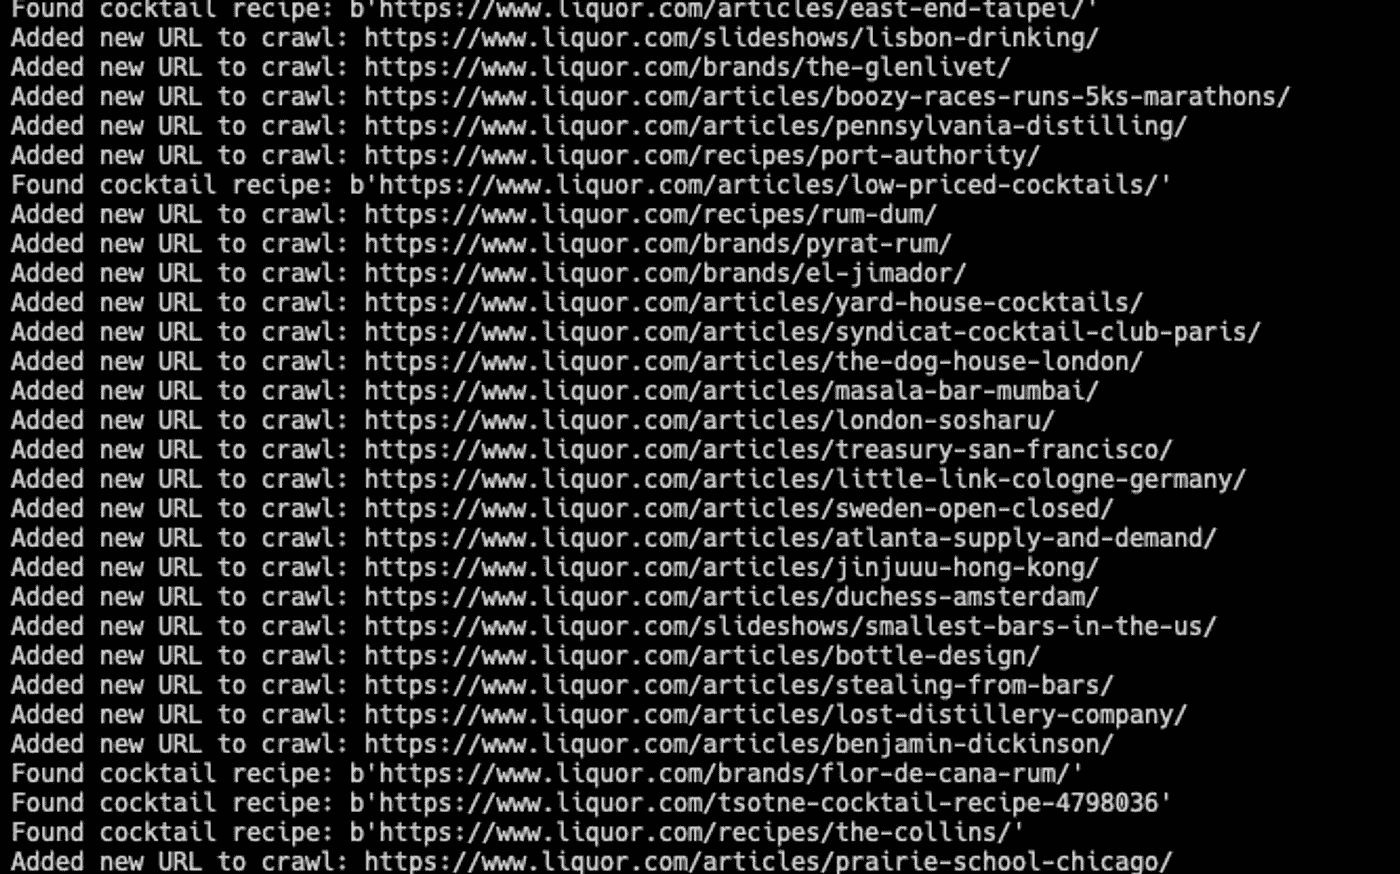 Found cocktail recipe: b'https://www.liquor.com/articles/east-end-taipei/'
Added new URL to crawl: https://www.liquor.com/slideshows/lisbon-drinking/
Added new URL to crawl: https://www.liquor.com/brands/the-glenlivet/
Added new URL to crawl: https://www.liquor.com/articles/boozy-races-runs-5ks-marathons/
Added new URL to crawl: https://www.liquor.com/articles/pennsylvania-distilling/
Added new URL to crawl: https://www.liquor.com/recipes/port-authority/
Found cocktail recipe: b'https://www.liquor.com/articles/low-priced-cocktails/'
Added new URL to crawl: https://www.liquor.com/recipes/rum-dum/
Added new URL to crawl: https://www.liquor.com/brands/pyrat-rum/
Added new URL to crawl: https://www.liquor.com/brands/el-jimador/
Added new URL to crawl: https://www.liquor.com/articles/yard-house-cocktails/
Added new URL to crawl: https://www.liquor.com/articles/syndicat-cocktail-club-paris/
Added new URL to crawl: https://www.liquor.com/articles/the-dog-house-london/
Added new URL to crawl: https://www.liquor.com/articles/masala-bar-mumbai/
Added new URL to crawl: https://www.liquor.com/articles/london-sosharu/
Added new URL to crawl: https://www.liquor.com/articles/treasury-san-francisco/
Added new URL to crawl: https://www.liquor.com/articles/little-link-cologne-germany/
Added new URL to crawl: https://www.liquor.com/articles/sweden-open-closed/
Added new URL to crawl: https://www.liquor.com/articles/atlanta-supply-and-demand/
Added new URL to crawl: https://www.liquor.com/articles/jinjuuu-hong-kong/
Added new URL to crawl: https://www.liquor.com/articles/duchess-amsterdam/
Added new URL to crawl: https://www.liquor.com/slideshows/smallest-bars-in-the-us/
Added new URL to crawl: https://www.liquor.com/articles/bottle-design/
Added new URL to crawl: https://www.liquor.com/articles/stealing-from-bars/
Added new URL to crawl: https://www.liquor.com/articles/lost-distillery-company/
Added new URL to crawl: https://www.liquor.com/articles/benjamin-dickinson/
Found cocktail recipe: b'https://www.liquor.com/brands/flor-de-cana-rum/'
Found cocktail recipe: b'https://www.liquor.com/tsotne-cocktail-recipe-4798036'
Found cocktail recipe: b'https://www.liquor.com/recipes/the-collins/'
Added new URL to crawl: https://www.liquor.com/articles/prairie-school-chicago/